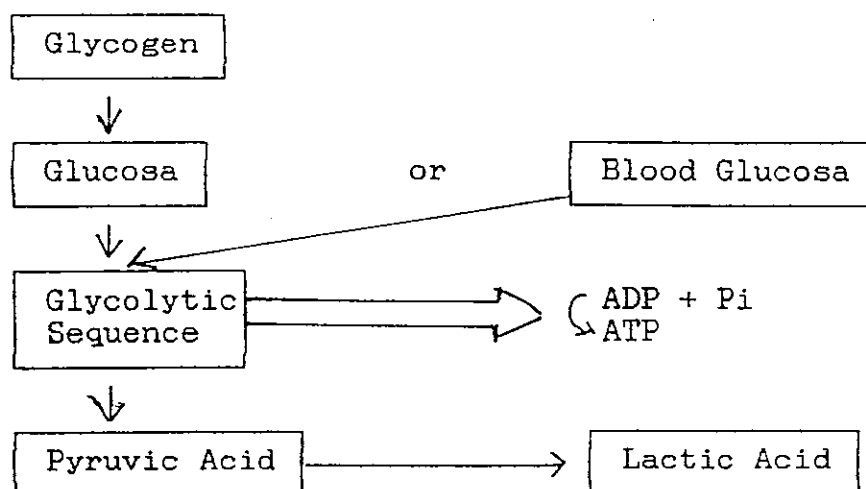 Glycogen
Glucosa or Blood Glucosa
Glycolytic
Sequence
ADP + Pi
ATP
Pyruvic Acid Lactic Acid